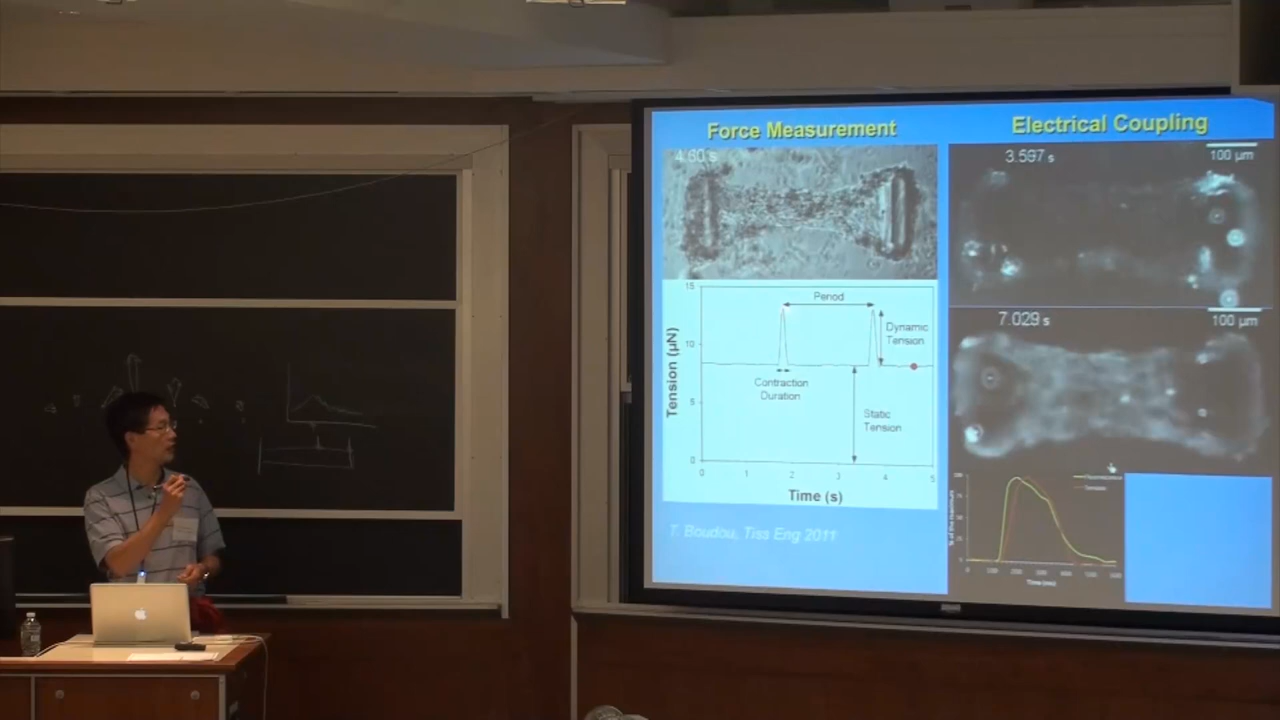 Force Measurement
4.60 s
15
10
5
0
Tension (µN)
Period
Dynamic
Tension
Contraction
Duration
Static
Tension
0 1 2 3 4 5
Time (s)
T. Boudou, Tiss Eng 2011
Electrical Coupling
3.597 s
100 µm
7.029 s
100 µm
Time (ms)